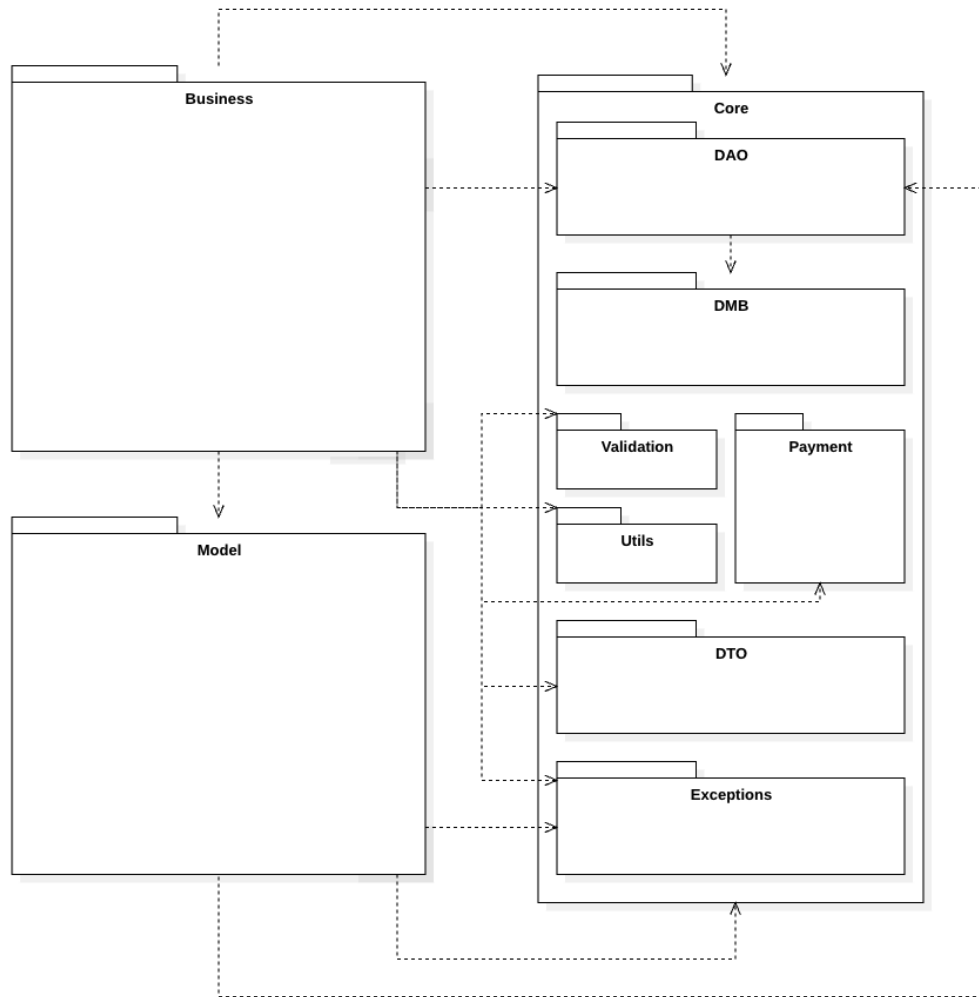 Business
Core
DAO
DMB
Validation
Payment
Utils
Model
DTO
Exceptions